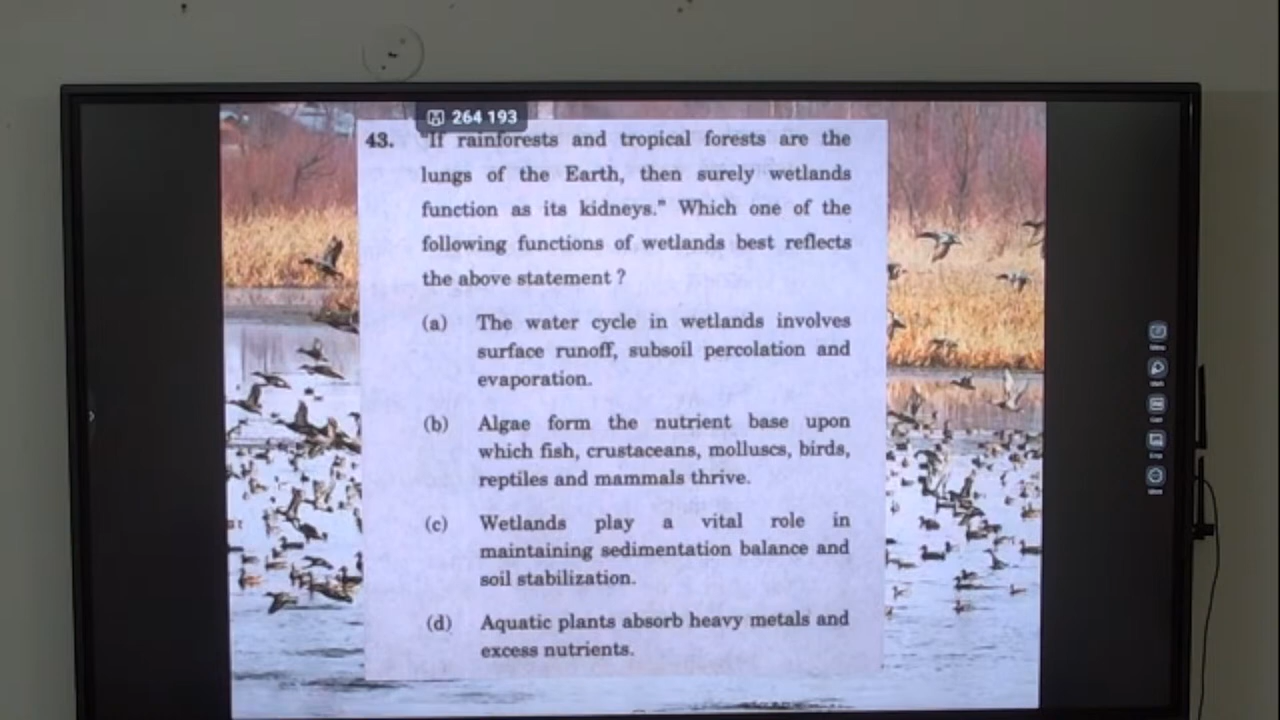 264 193
43. "If rainforests and tropical forests are the
lungs of the Earth, then surely wetlands
function as its kidneys." Which one of the
following functions of wetlands best reflects
the above statement ?
(a) The water cycle in wetlands involves
surface runoff, subsoil percolation and
evaporation.
(b) Algae form the nutrient base upon
which fish, crustaceans, molluscs, birds,
reptiles and mammals thrive.
(c) Wetlands play a vital role in
maintaining sedimentation balance and
soil stabilization.
(d) Aquatic plants absorb heavy metals and
excess nutrients.